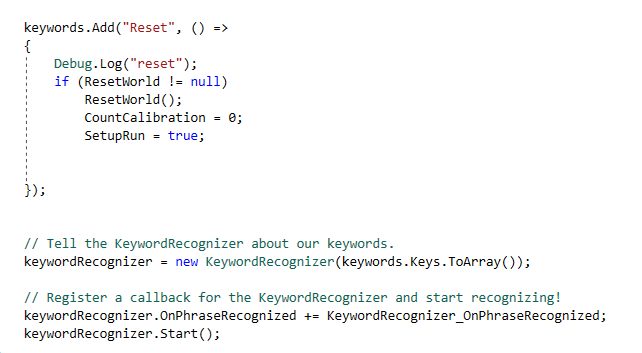 keywords.Add("Reset", () =>
{
    Debug.Log("reset");
    if (ResetWorld != null)
        ResetWorld();
        CountCalibration = 0;
        SetupRun = true;
});
// Tell the KeywordRecognizer about our keywords.
keywordRecognizer = new KeywordRecognizer(keywords.Keys.ToArray());
// Register a callback for the KeywordRecognizer and start recognizing!
keywordRecognizer.OnPhraseRecognized += KeywordRecognizer_OnPhraseRecognized;
keywordRecognizer.Start();